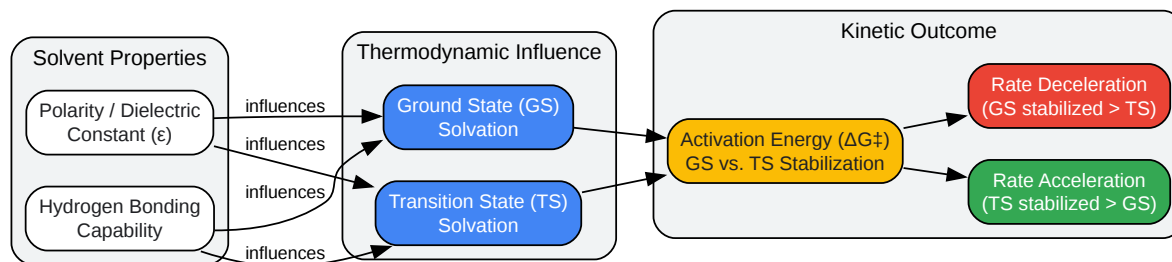 Solvent Properties
Polarity / Dielectric
Constant (ε)
Hydrogen Bonding
Capability
influences
influences
influences
influences
Thermodynamic Influence
Ground State (GS)
Solvation
Transition State (TS)
Solvation
Kinetic Outcome
Activation Energy (ΔG‡)
GS vs. TS Stabilization
Rate Deceleration
(GS stabilized > TS)
Rate Acceleration
(TS stabilized > GS)